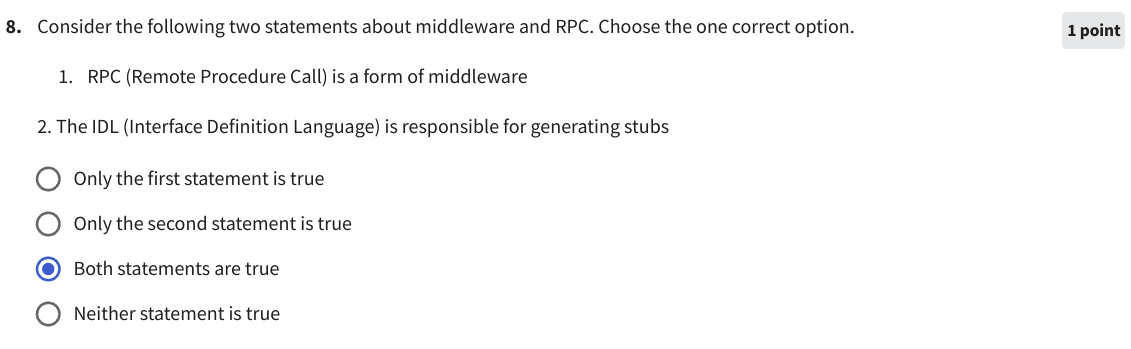 8. Consider the following two statements about middleware and RPC. Choose the one correct option.
1 point
1. RPC (Remote Procedure Call) is a form of middleware
2. The IDL (Interface Definition Language) is responsible for generating stubs
Only the first statement is true
Only the second statement is true
Both statements are true
Neither statement is true